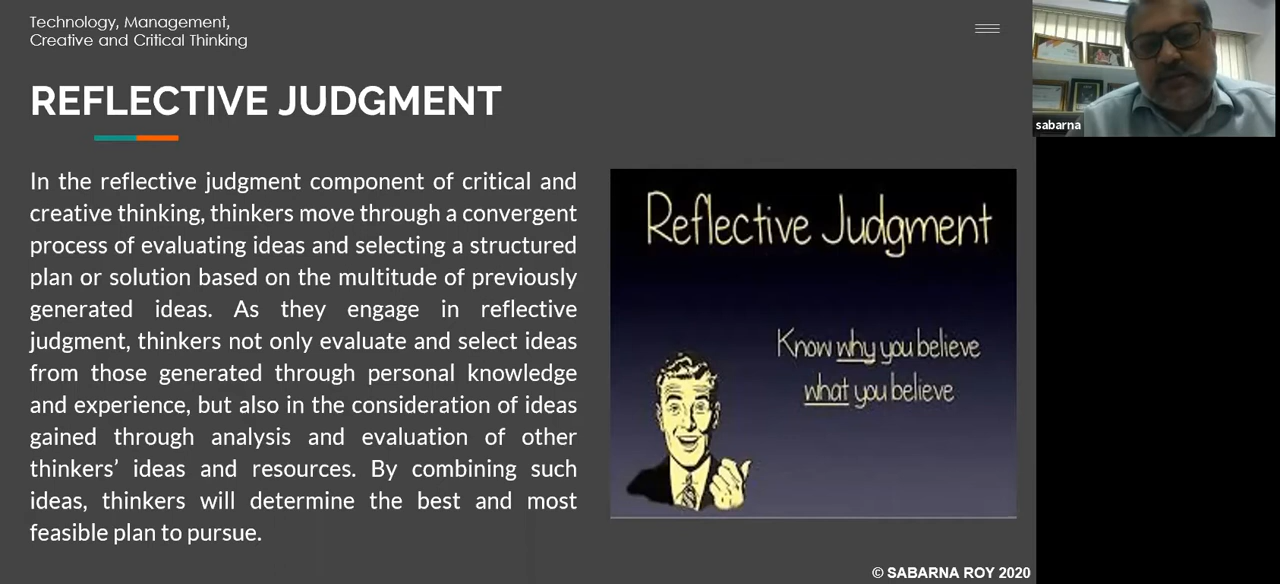 Technology, Management,
Creative and Critical Thinking
REFLECTIVE JUDGMENT
In the reflective judgment component of critical and
creative thinking, thinkers move through a convergent
process of evaluating ideas and selecting a structured
plan or solution based on the multitude of previously
generated ideas. As they engage in reflective
judgment, thinkers not only evaluate and select ideas
from those generated through personal knowledge
and experience, but also in the consideration of ideas
gained through analysis and evaluation of other
thinkers’ ideas and resources. By combining such
ideas, thinkers will determine the best and most
feasible plan to pursue.
Reflective Judgment
Know why you believe
what you believe
© SABARNA ROY 2020
sabarna